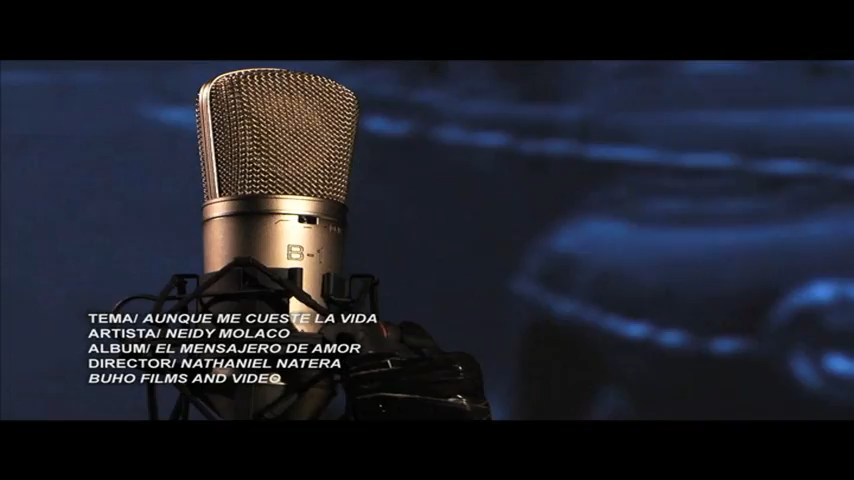 B-1
TEMA/ AUNQUE ME CUESTE LA VIDA
ARTISTA/ NEIDY MOLACO
ALBUM/ EL MENSAJERO DE AMOR
DIRECTOR/ NATHANIEL NATERA
BUHO FILMS AND VIDEO